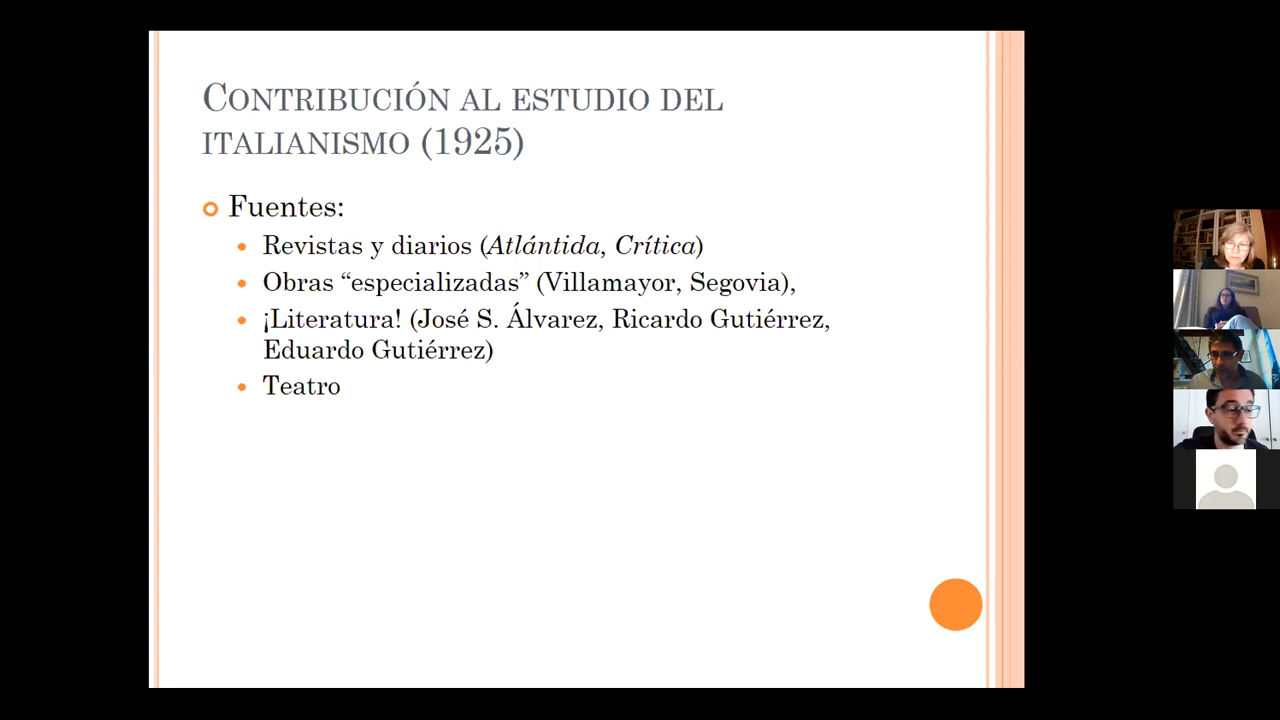 CONTRIBUCIÓN AL ESTUDIO DEL
ITALIANISMO (1925)
Fuentes:
Revistas y diarios (Atlántida, Crítica)
Obras “especializadas” (Villamayor, Segovia),
¡Literatura! (José S. Álvarez, Ricardo Gutiérrez,
Eduardo Gutiérrez)
Teatro